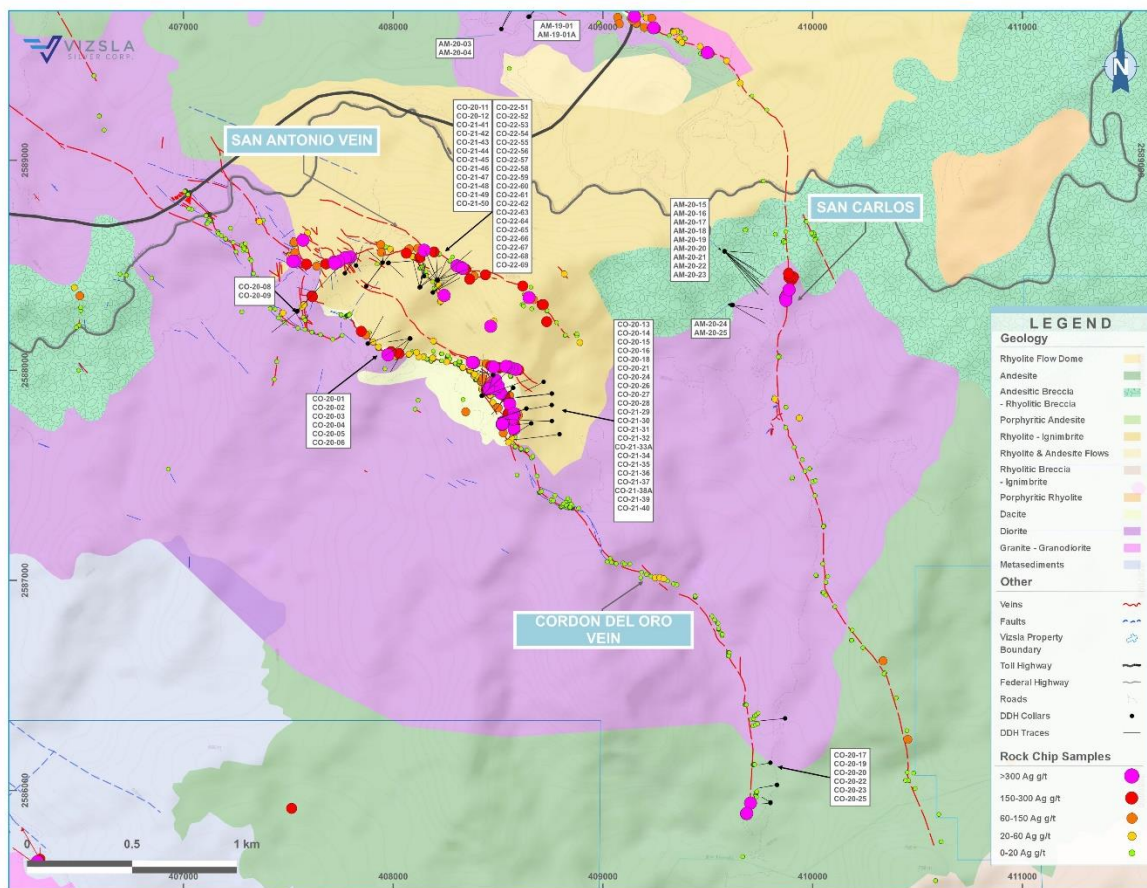 407000
408000
409000
410000
411000
VIZSLA
SILVER CORP.
AM-19-01
AM-19-01A
AM-20-03
AM-20-04
N
2589000
2589000
SAN ANTONIO VEIN
CO-20-11
CO-20-12
CO-21-41
CO-21-42
CO-21-43
CO-21-44
CO-21-45
CO-21-46
CO-21-47
CO-21-48
CO-21-49
CO-21-50
CO-22-51
CO-22-52
CO-22-53
CO-22-54
CO-22-55
CO-22-56
CO-22-57
CO-22-58
CO-22-59
CO-22-60
CO-22-61
CO-22-62
CO-22-63
CO-22-64
CO-22-65
CO-22-66
CO-22-67
CO-22-68
CO-22-69
AM-20-15
AM-20-16
AM-20-17
AM-20-18
AM-20-19
AM-20-20
AM-20-21
AM-20-22
AM-20-23
SAN CARLOS
CO-20-08
CO-20-09
AM-20-24
AM-20-25
CO-20-13
CO-20-14
CO-20-15
CO-20-16
CO-20-18
CO-20-21
CO-20-24
CO-20-26
CO-20-27
CO-20-28
CO-21-29
CO-21-30
CO-21-31
CO-21-32
CO-21-33A
CO-21-34
CO-21-35
CO-21-36
CO-21-37
CO-21-38A
CO-21-39
CO-21-40
2588000
CO-20-01
CO-20-02
CO-20-03
CO-20-04
CO-20-05
CO-20-06
2587000
CORDON DEL ORO
VEIN
CO-20-17
CO-20-19
CO-20-20
CO-20-22
CO-20-23
CO-20-25
2586000
LEGEND
Geology
Rhyolite Flow Dome
Andesite
Andesitic Breccia
- Rhyolitic Breccia
Porphyritic Andesite
Rhyolite - Ignimbrite
Rhyolite & Andesite Flows
Rhyolitic Breccia
- Ignimbrite
Porphyritic Rhyolite
Dacite
Diorite
Granite - Granodiorite
Metasediments
Other
Veins
Faults
Vizsla Property
Boundary
Toll Highway
Federal Highway
Roads
DDH Collars
DDH Traces
Rock Chip Samples
>300 Ag g/t
150-300 Ag g/t
60-150 Ag g/t
20-60 Ag g/t
0-20 Ag g/t
0
0.5
1 km
407000
408000
409000
410000
411000